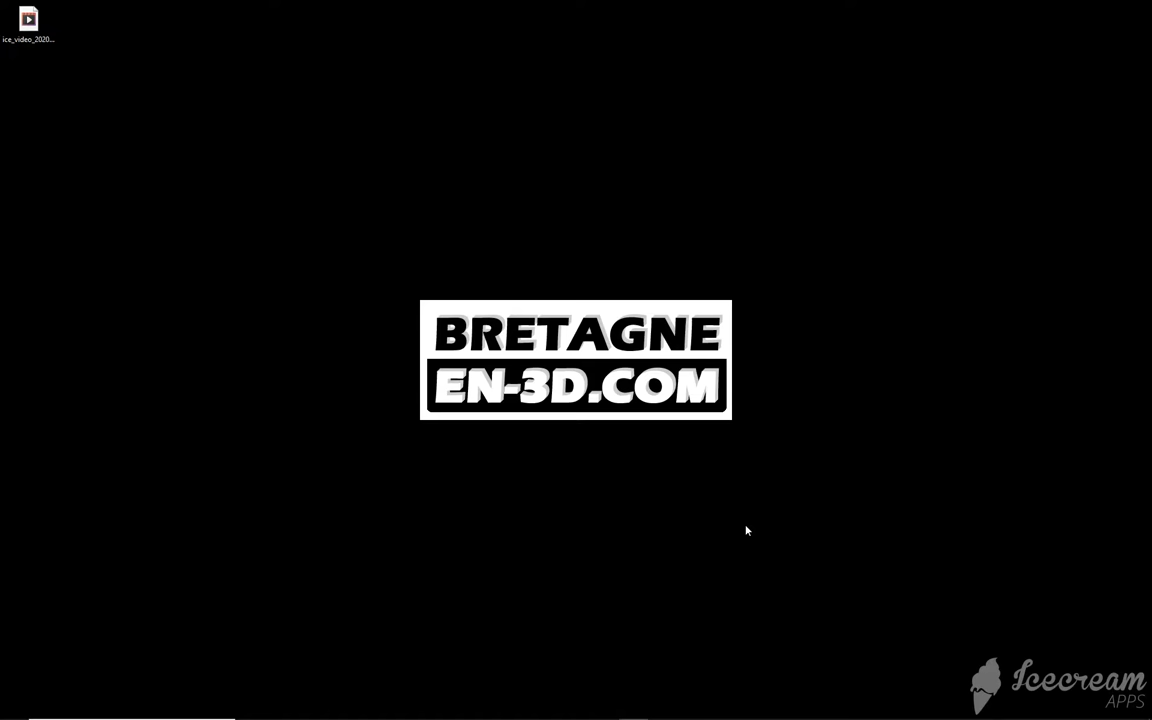 ice_video_2020...
BRETAGNE
EN-3D.COM
Icecream
APPS